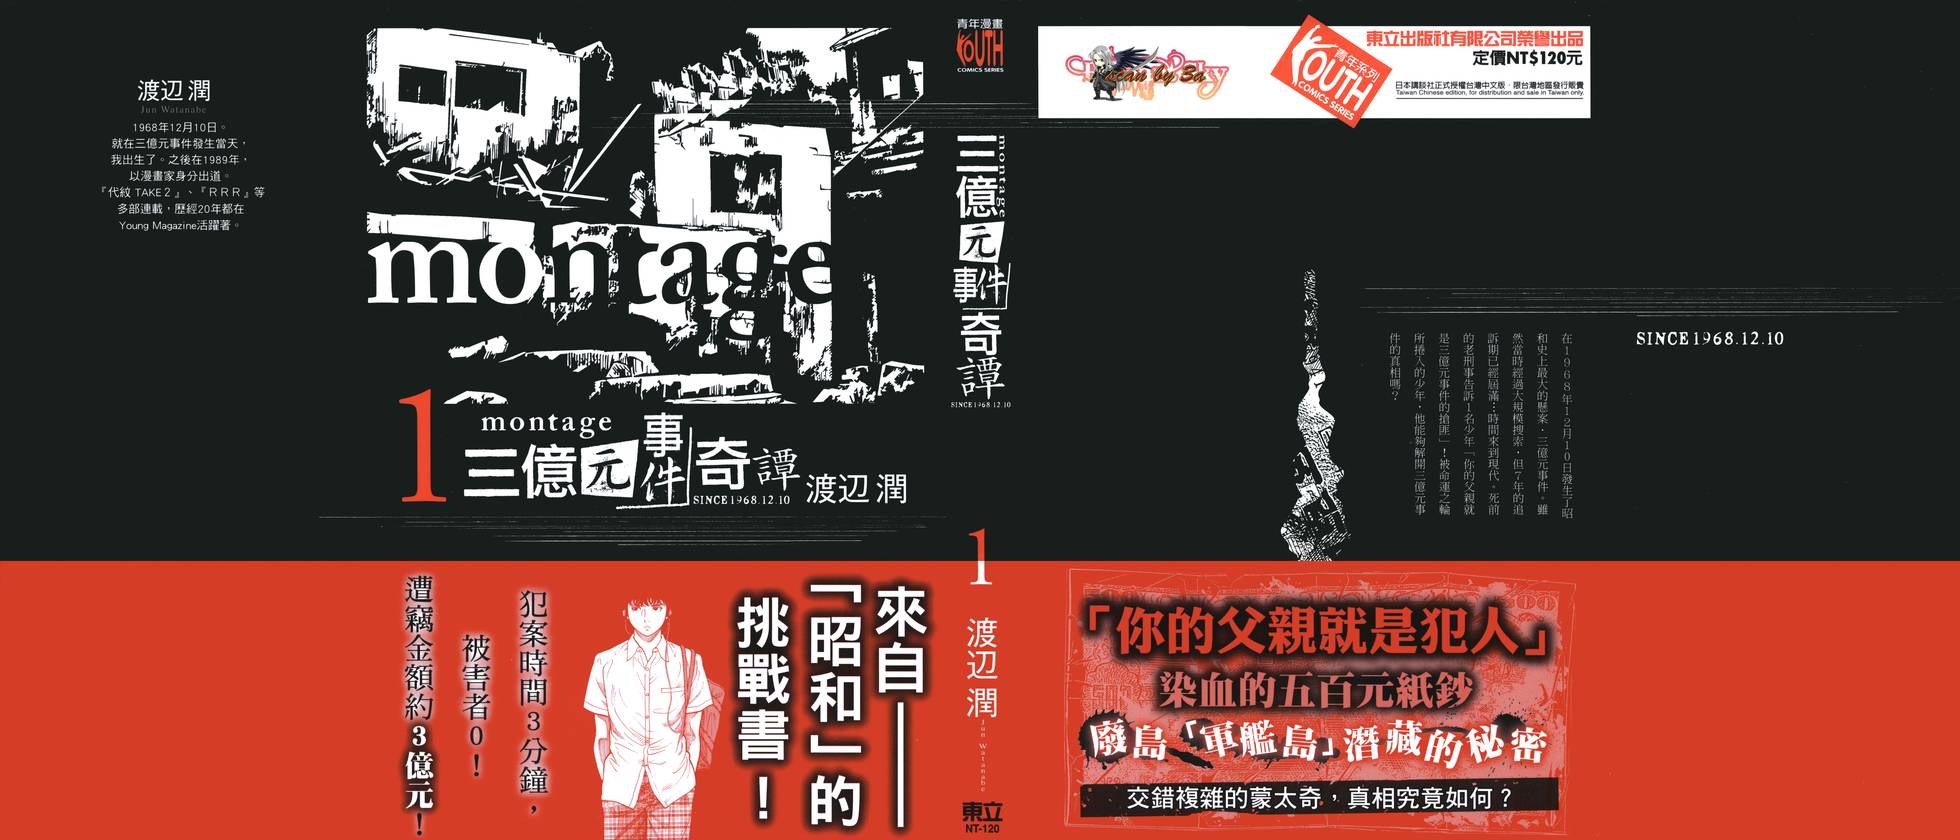 渡辺 潤
Jun Watanabe
1968年12月10日。
就在三億元事件發生當天，
我出生了。之後在1989年，
以漫畫家身分出道。
『代紋 TAKE２』、『ＲＲＲ』等
多部連載，歷經20年都在
Young Magazine活躍著。
montage
1
montage
三億元事件奇譚
SINCE1968.12.10
渡辺 潤
來自——
「昭和」的
挑戰書！
犯案時間３分鐘，
被害者０！
遭竊金額約３億元！
青年漫畫
YOUTH
COMICS SERIES
montage
三億元事件奇譚
SINCE1968.12.10
1
渡辺 潤
Jun Watanabe
東立
NT-120
scan by 3a
青年系列
YOUTH
COMICS SERIES
東立出版社有限公司榮譽出品
定價NT$120元
日本講談社正式授權台灣中文版．限台灣地區發行販賣
Taiwan Chinese edition, for distribution and sale in Taiwan only.
SINCE1968.12.10
在1968年12月10日發生了昭
和史上最大的懸案．三億元事件。雖
然當時經過大規模搜索，但７年的追
訴期已經屆滿…時間來到現代。死前
的老刑事告訴１名少年「你的父親就
是三億元事件的搶匪」！被命運之輪
所捲入的少年，他能夠解開三億元事
件的真相嗎？
「你的父親就是犯人」
染血的五百元紙鈔
廢島「軍艦島」潛藏的秘密
交錯複雜的蒙太奇，真相究竟如何？